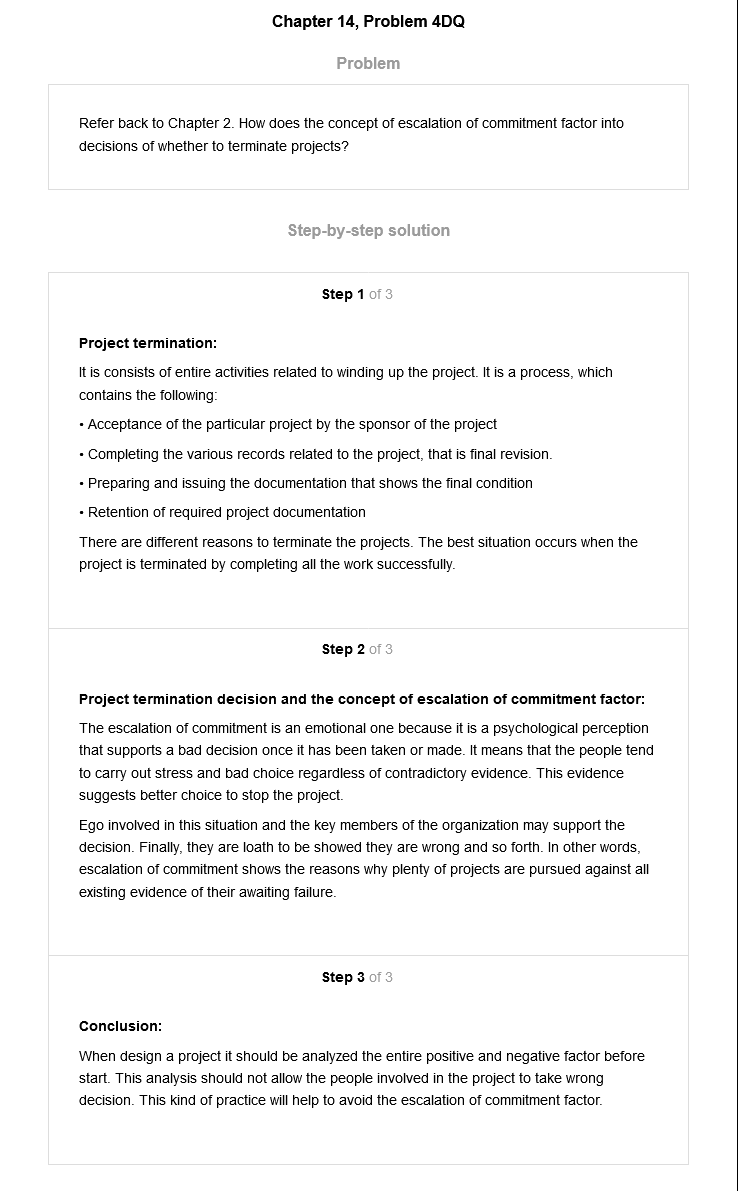 Chapter 14, Problem 4DQ
Problem
Refer back to Chapter 2. How does the concept of escalation of commitment factor into
decisions of whether to terminate projects?
Step-by-step solution
Step 1 of 3
Project termination:
It is consists of entire activities related to winding up the project. It is a process, which
contains the following:
• Acceptance of the particular project by the sponsor of the project
• Completing the various records related to the project, that is final revision.
• Preparing and issuing the documentation that shows the final condition
• Retention of required project documentation
There are different reasons to terminate the projects. The best situation occurs when the
project is terminated by completing all the work successfully.
Step 2 of 3
Project termination decision and the concept of escalation of commitment factor:
The escalation of commitment is an emotional one because it is a psychological perception
that supports a bad decision once it has been taken or made. It means that the people tend
to carry out stress and bad choice regardless of contradictory evidence. This evidence
suggests better choice to stop the project.
Ego involved in this situation and the key members of the organization may support the
decision. Finally, they are loath to be showed they are wrong and so forth. In other words,
escalation of commitment shows the reasons why plenty of projects are pursued against all
existing evidence of their awaiting failure.
Step 3 of 3
Conclusion:
When design a project it should be analyzed the entire positive and negative factor before
start. This analysis should not allow the people involved in the project to take wrong
decision. This kind of practice will help to avoid the escalation of commitment factor.